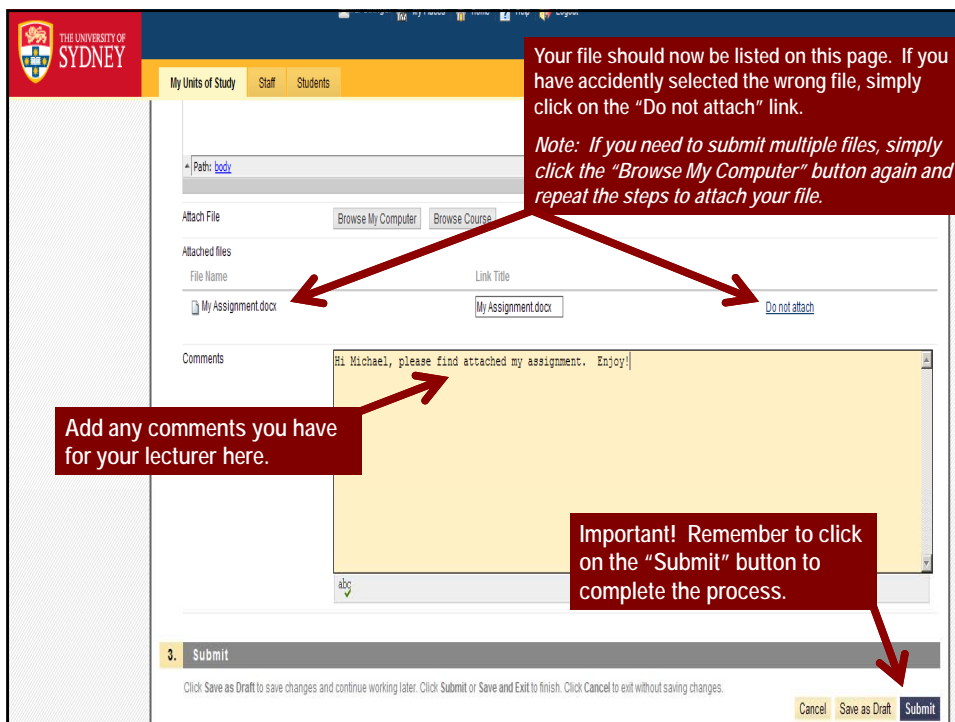 My Places Home Help Logout
THE UNIVERSITY OF
SYDNEY
My Units of Study Staff Students
Your file should now be listed on this page. If you
have accidently selected the wrong file, simply
click on the “Do not attach” link.
Note: If you need to submit multiple files, simply
click the “Browse My Computer” button again and
repeat the steps to attach your file.
Path: body
Attach File Browse My Computer Browse Course
Attached files
File Name Link Title
My Assignment.docx My Assignment.docx Do not attach
Comments Hi Michael, please find attached my assignment. Enjoy!
Add any comments you have
for your lecturer here.
Important! Remember to click
on the “Submit” button to
complete the process.
abc
3. Submit
Click Save as Draft to save changes and continue working later. Click Submit or Save and Exit to finish. Click Cancel to exit without saving changes.
Cancel Save as Draft Submit